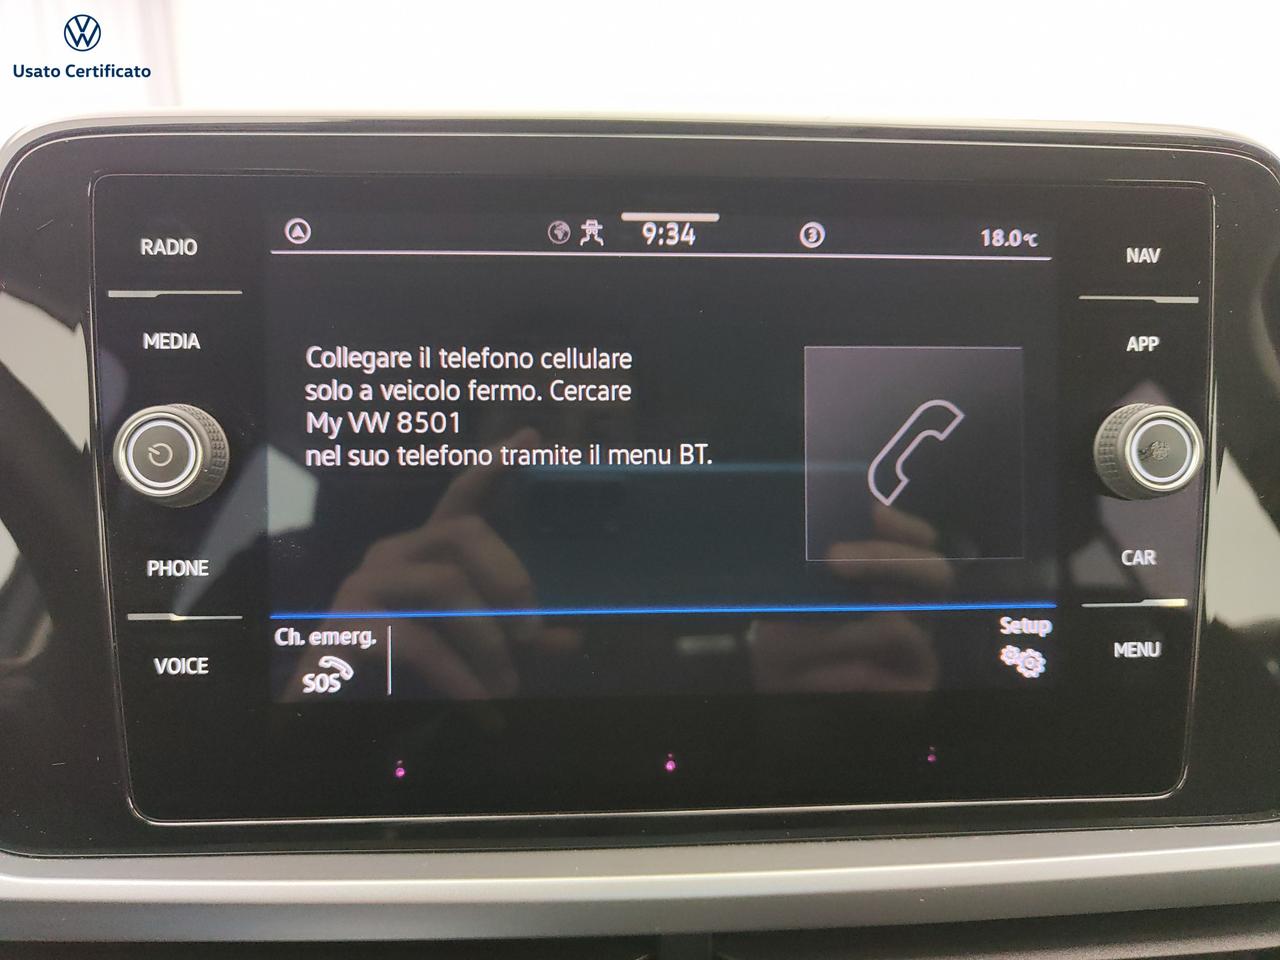 Usato Certificato
RADIO
MEDIA
PHONE
VOICE
9:34
3
18.0°C
Collegare il telefono cellulare
solo a veicolo fermo. Cercare
My VW 8501
nel suo telefono tramite il menu BT.
Ch. emerg.
SOS
Setup
NAV
APP
CAR
MENU